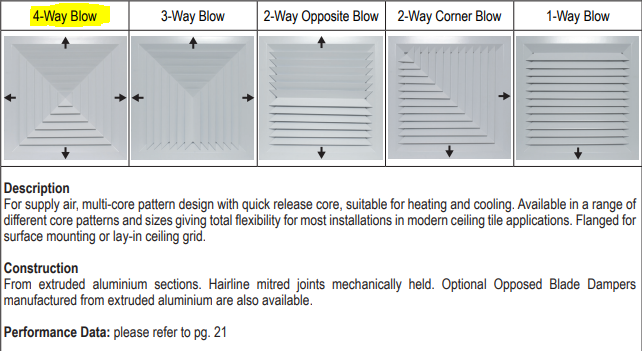 4-Way Blow 3-Way Blow 2-Way Opposite Blow 2-Way Corner Blow 1-Way Blow
Description
For supply air, multi-core pattern design with quick release core, suitable for heating and cooling. Available in a range of
different core patterns and sizes giving total flexibility for most installations in modern ceiling tile applications. Flanged for
surface mounting or lay-in ceiling grid.
Construction
From extruded aluminium sections. Hairline mitred joints mechanically held. Optional Opposed Blade Dampers
manufactured from extruded aluminium are also available.
Performance Data: please refer to pg. 21